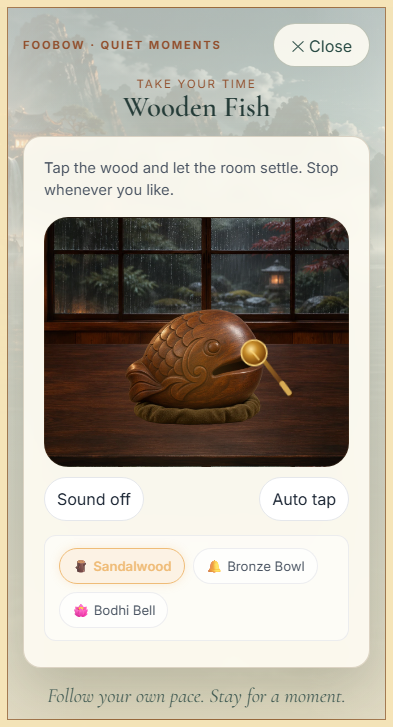 FOOBOW · QUIET MOMENTS
Close
TAKE YOUR TIME
Wooden Fish
Tap the wood and let the room settle. Stop
whenever you like.
Sound off
Auto tap
Sandalwood
Bronze Bowl
Bodhi Bell
Follow your own pace. Stay for a moment.